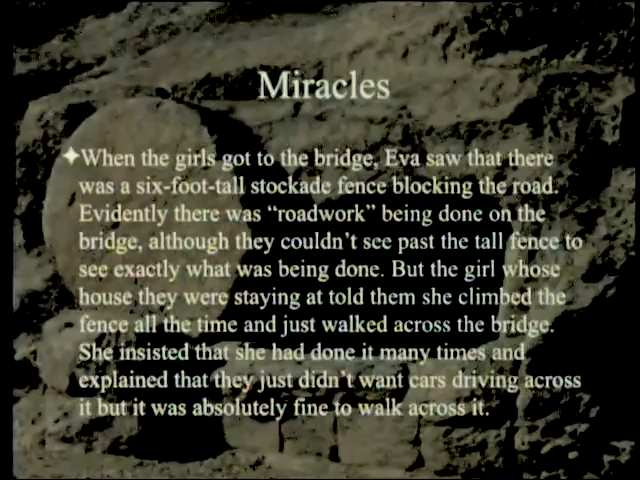 Miracles
✦When the girls got to the bridge, Eva saw that there
was a six-foot-tall stockade fence blocking the road.
Evidently there was “roadwork” being done on the
bridge, although they couldn’t see past the tall fence to
see exactly what was being done. But the girl whose
house they were staying at told them she climbed the
fence all the time and just walked across the bridge.
She insisted that she had done it many times and
explained that they just didn’t want cars driving across
it but it was absolutely fine to walk across it.